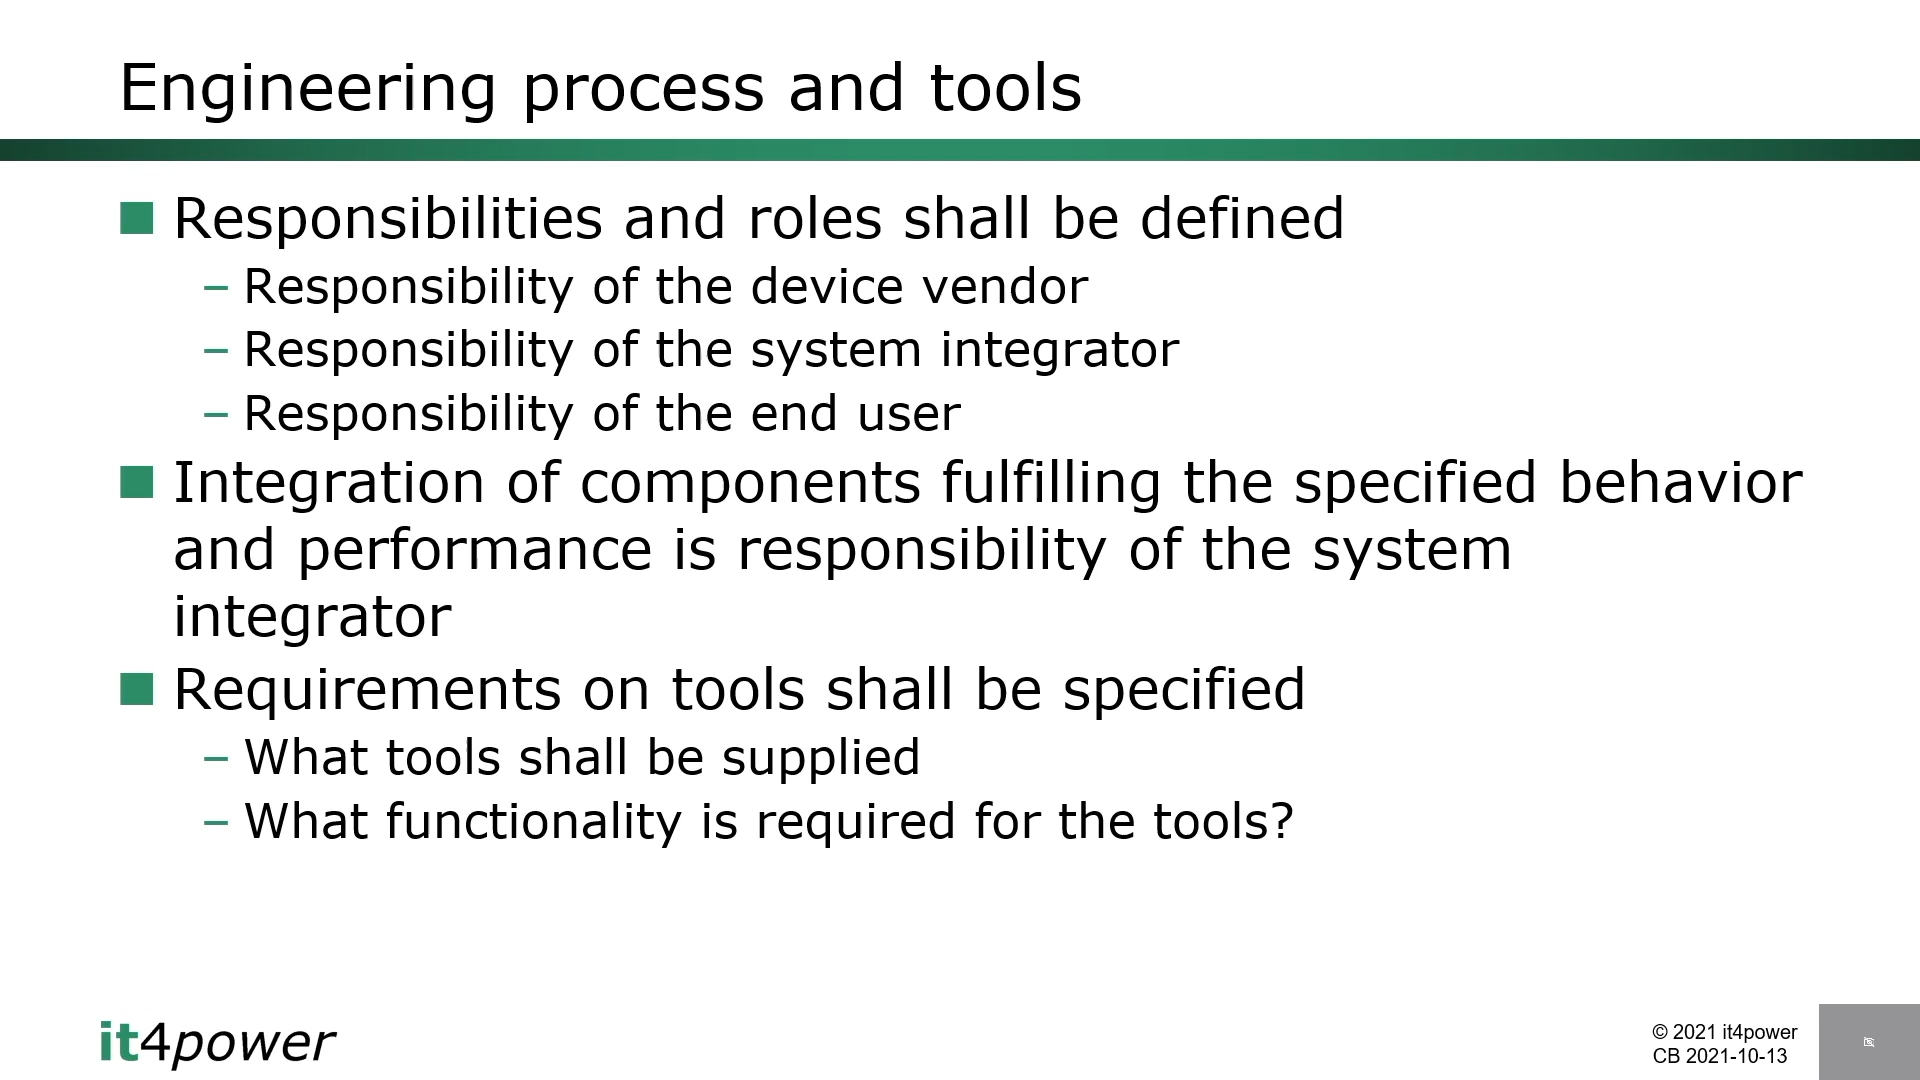 Engineering process and tools
Responsibilities and roles shall be defined
– Responsibility of the device vendor
– Responsibility of the system integrator
– Responsibility of the end user
Integration of components fulfilling the specified behavior
and performance is responsibility of the system
integrator
Requirements on tools shall be specified
– What tools shall be supplied
– What functionality is required for the tools?
it4power
© 2021 it4power
CB 2021-10-13